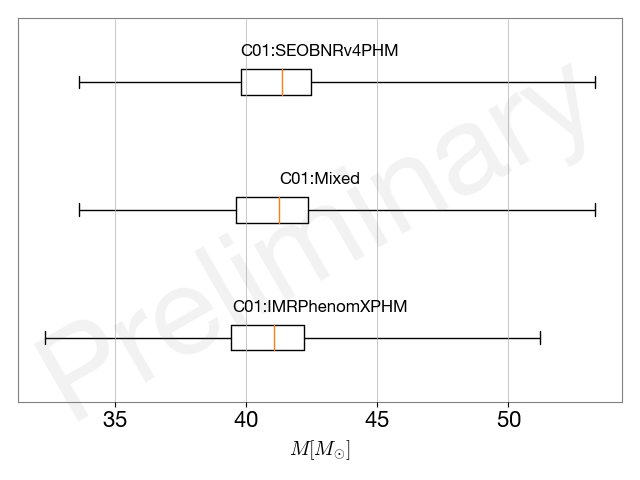 C01:SEOBNRv4PHM
C01:Mixed
C01:IMRPhenomXPHM
Preliminary
35 40 45 50
M[M⊙]